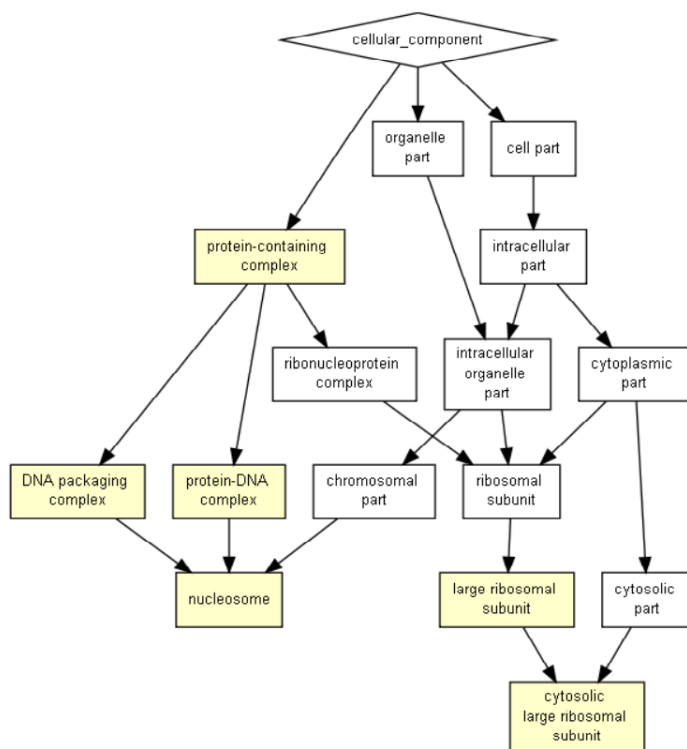 cellular_component
organelle
part
cell part
protein-containing
complex
intracellular
part
ribonucleoprotein
complex
intracellular
organelle
part
cytoplasmic
part
DNA packaging
complex
protein-DNA
complex
chromosomal
part
ribosomal
subunit
nucleosome
large ribosomal
subunit
cytosolic
part
cytosolic
large ribosomal
subunit